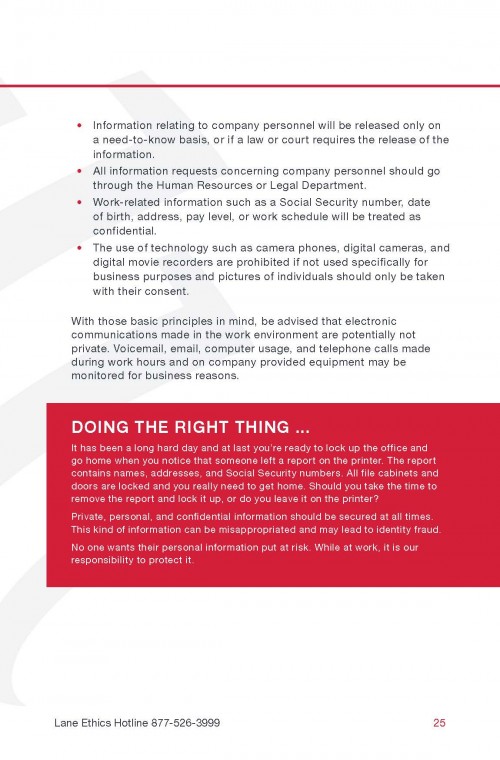 • Information relating to company personnel will be released only on
a need-to-know basis, or if a law or court requires the release of the
information.
• All information requests concerning company personnel should go
through the Human Resources or Legal Department.
• Work-related information such as a Social Security number, date
of birth, address, pay level, or work schedule will be treated as
confidential.
• The use of technology such as camera phones, digital cameras, and
digital movie recorders are prohibited if not used specifically for
business purposes and pictures of individuals should only be taken
with their consent.
With those basic principles in mind, be advised that electronic
communications made in the work environment are potentially not
private. Voicemail, email, computer usage, and telephone calls made
during work hours and on company provided equipment may be
monitored for business reasons.
DOING THE RIGHT THING ...
It has been a long hard day and at last you're ready to lock up the office and
go home when you notice that someone left a report on the printer. The report
contains names, addresses, and Social Security numbers. All file cabinets and
doors are locked and you really need to get home. Should you take the time to
remove the report and lock it up, or do you leave it on the printer?
Private, personal, and confidential information should be secured at all times.
This kind of information can be misappropriated and may lead to identity fraud.
No one wants their personal information put at risk. While at work, it is our
responsibility to protect it.
Lane Ethics Hotline 877-526-3999
25